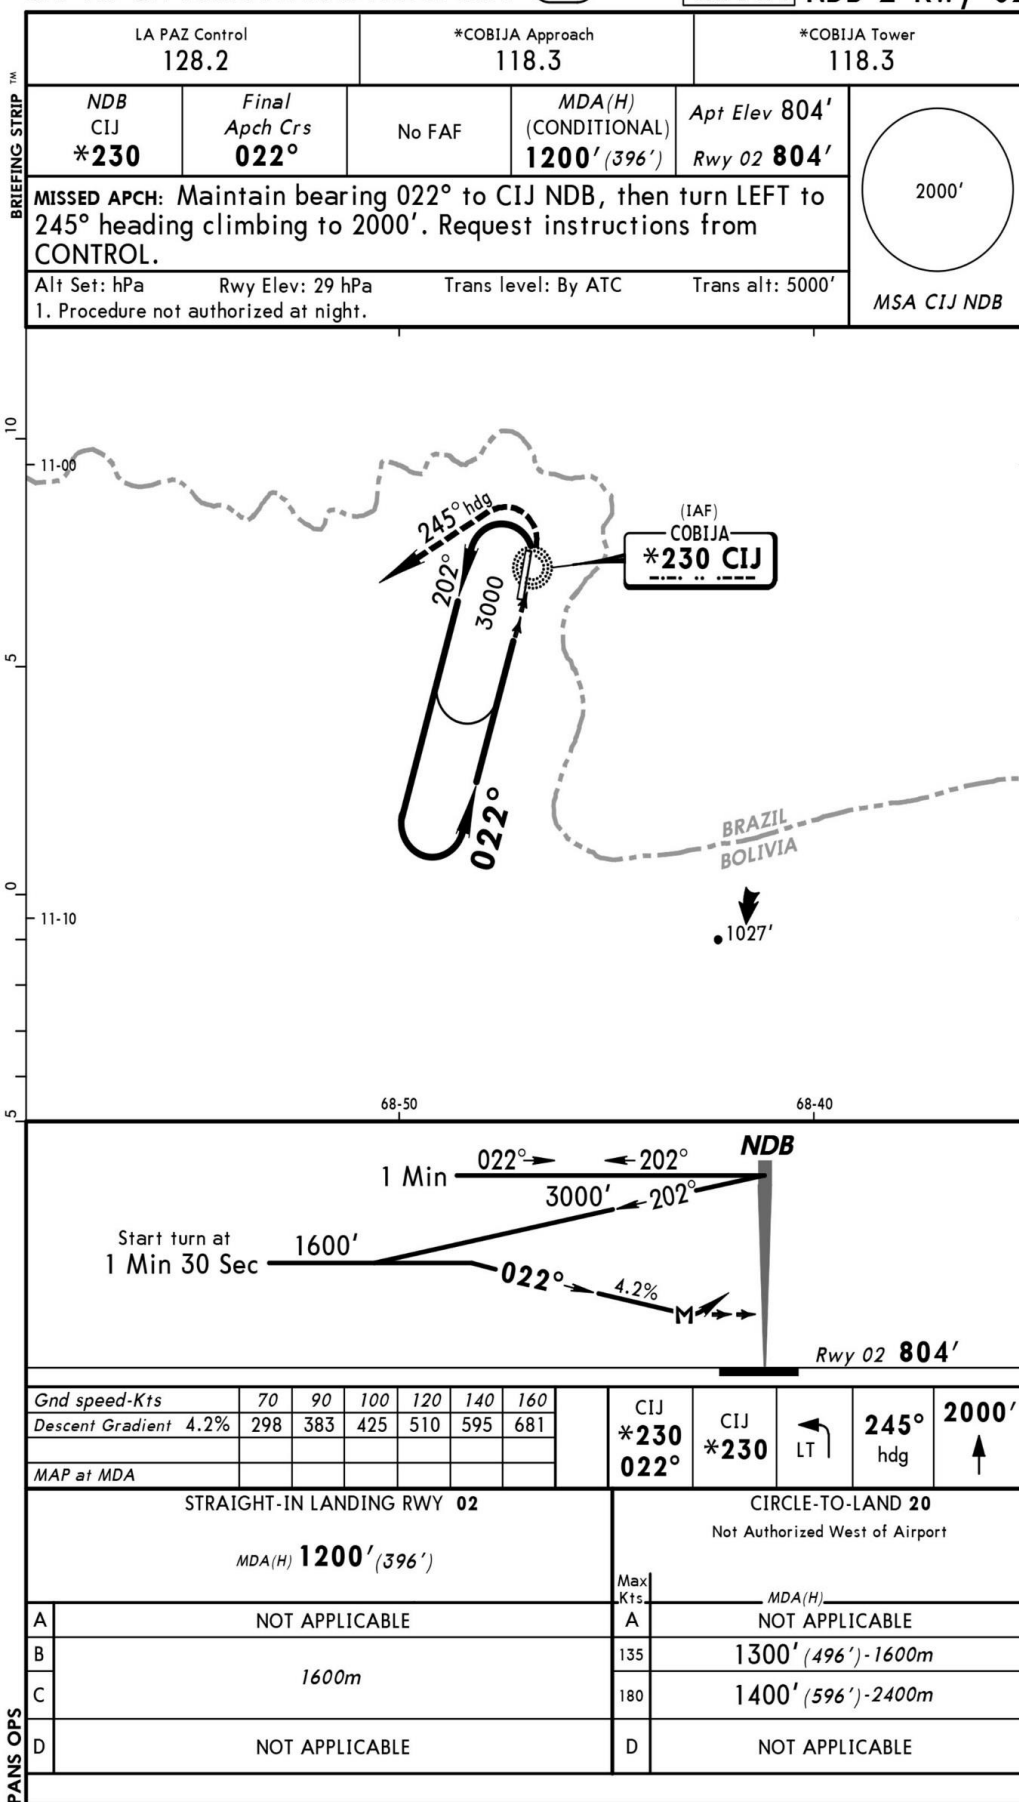 LA PAZ Control
128.2
*COBIJA Approach
118.3
*COBIJA Tower
118.3
BRIEFING STRIP TM
NDB
CIJ
*230
Final
Apch Crs
022°
No FAF
MDA(H)
(CONDITIONAL)
1200' (396')
Apt Elev 804'
Rwy 02 804'
2000'
MSA CIJ NDB
MISSED APCH: Maintain bearing 022° to CIJ NDB, then turn LEFT to
245° heading climbing to 2000'. Request instructions from
CONTROL.
Alt Set: hPa Rwy Elev: 29 hPa Trans level: By ATC Trans alt: 5000'
1. Procedure not authorized at night.
10
11-00
245° hdg
(IAF)
COBIJA
*230 CIJ
202°
3000
5
022°
BRAZIL
BOLIVIA
0
11-10
1027'
5
68-50
68-40
NDB
1 Min
022°
202°
3000'
202°
Start turn at
1 Min 30 Sec
1600'
022°
4.2%
M
Rwy 02 804'
Gnd speed-Kts 70 90 100 120 140 160
Descent Gradient 4.2% 298 383 425 510 595 681
MAP at MDA
CIJ
*230
022°
CIJ
*230
LT
245°
hdg
2000'
STRAIGHT-IN LANDING RWY 02
MDA(H) 1200' (396')
CIRCLE-TO-LAND 20
Not Authorized West of Airport
Max
Kts
MDA(H)
A NOT APPLICABLE A NOT APPLICABLE
B 135 1300' (496')-1600m
1600m
C 180 1400' (596')-2400m
D NOT APPLICABLE D NOT APPLICABLE
PANS OPS